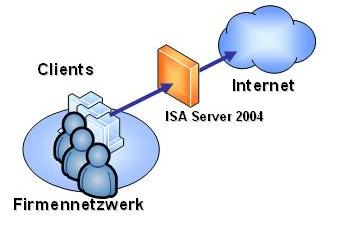 Clients
Internet
ISA Server 2004
Firmennetzwerk